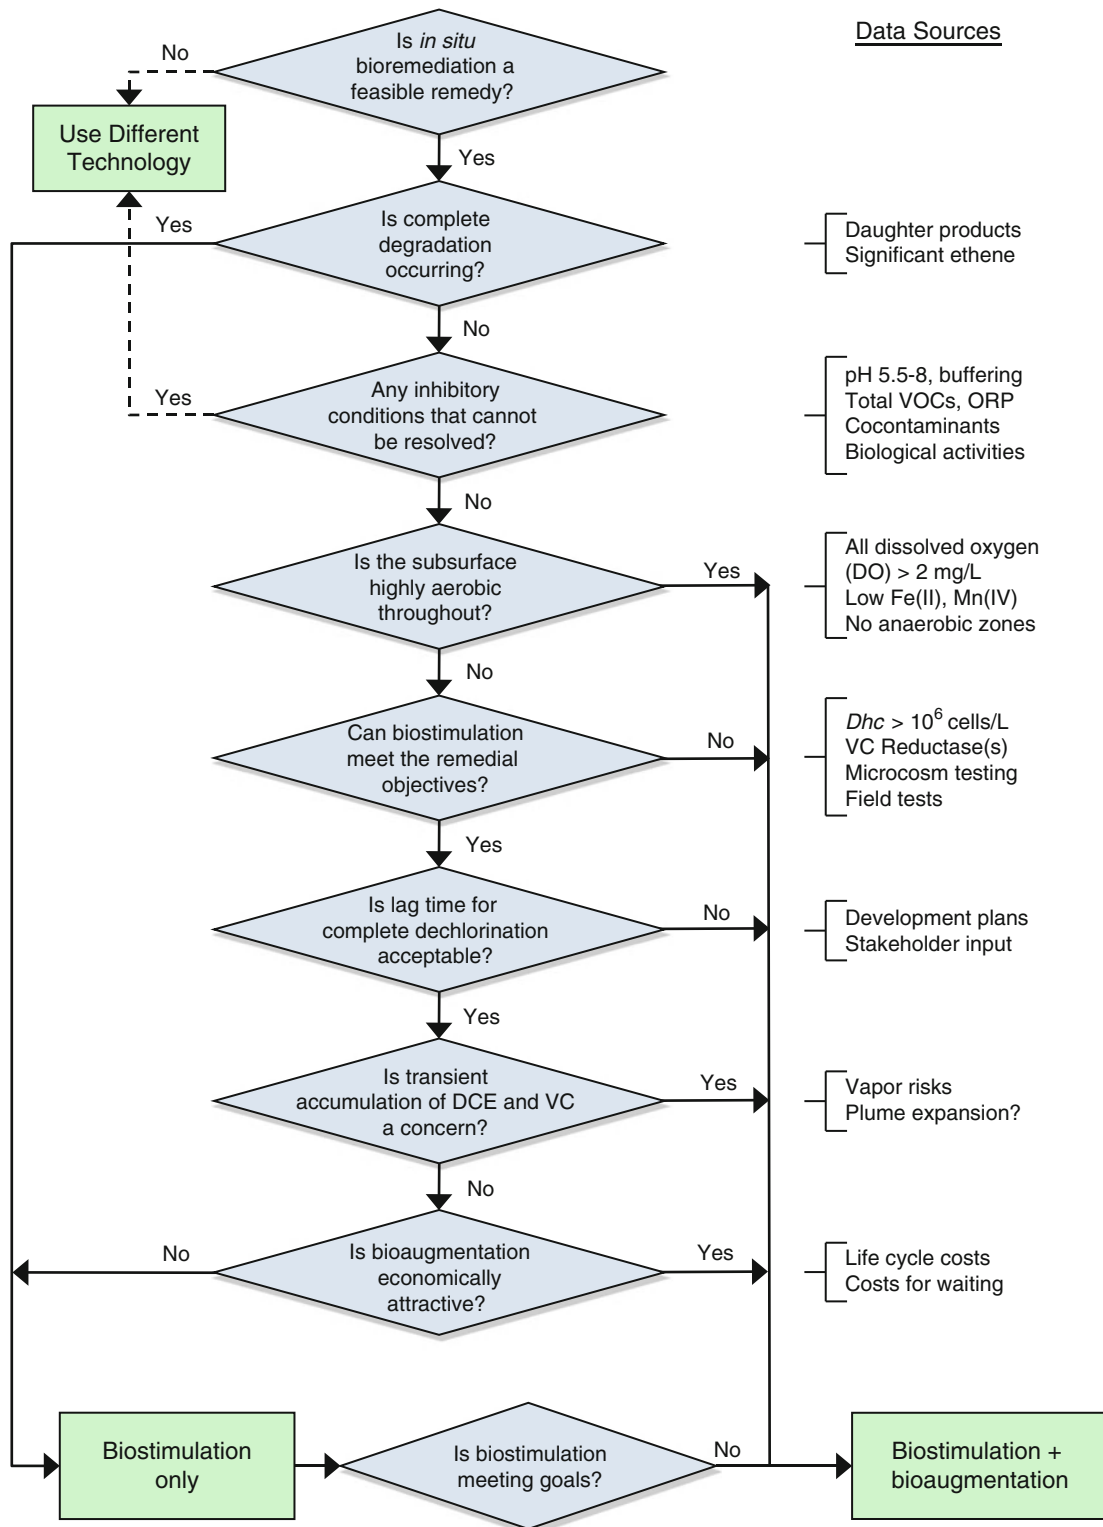 Data Sources
Is in situ
bioremediation a
feasible remedy?
No
Use Different
Technology
Yes
Is complete
degradation
occurring?
Yes
Daughter products
Significant ethene
No
Any inhibitory
conditions that cannot
be resolved?
Yes
pH 5.5-8, buffering
Total VOCs, ORP
Cocontaminants
Biological activities
No
Is the subsurface
highly aerobic
throughout?
Yes
All dissolved oxygen
(DO) > 2 mg/L
Low Fe(II), Mn(IV)
No anaerobic zones
No
Can biostimulation
meet the remedial
objectives?
No
Dhc > 10^6 cells/L
VC Reductase(s)
Microcosm testing
Field tests
Yes
Is lag time for
complete dechlorination
acceptable?
No
Development plans
Stakeholder input
Yes
Is transient
accumulation of DCE and VC
a concern?
Yes
Vapor risks
Plume expansion?
No
Is bioaugmentation
economically
attractive?
No
Yes
Life cycle costs
Costs for waiting
Biostimulation
only
Is biostimulation
meeting goals?
No
Biostimulation +
bioaugmentation